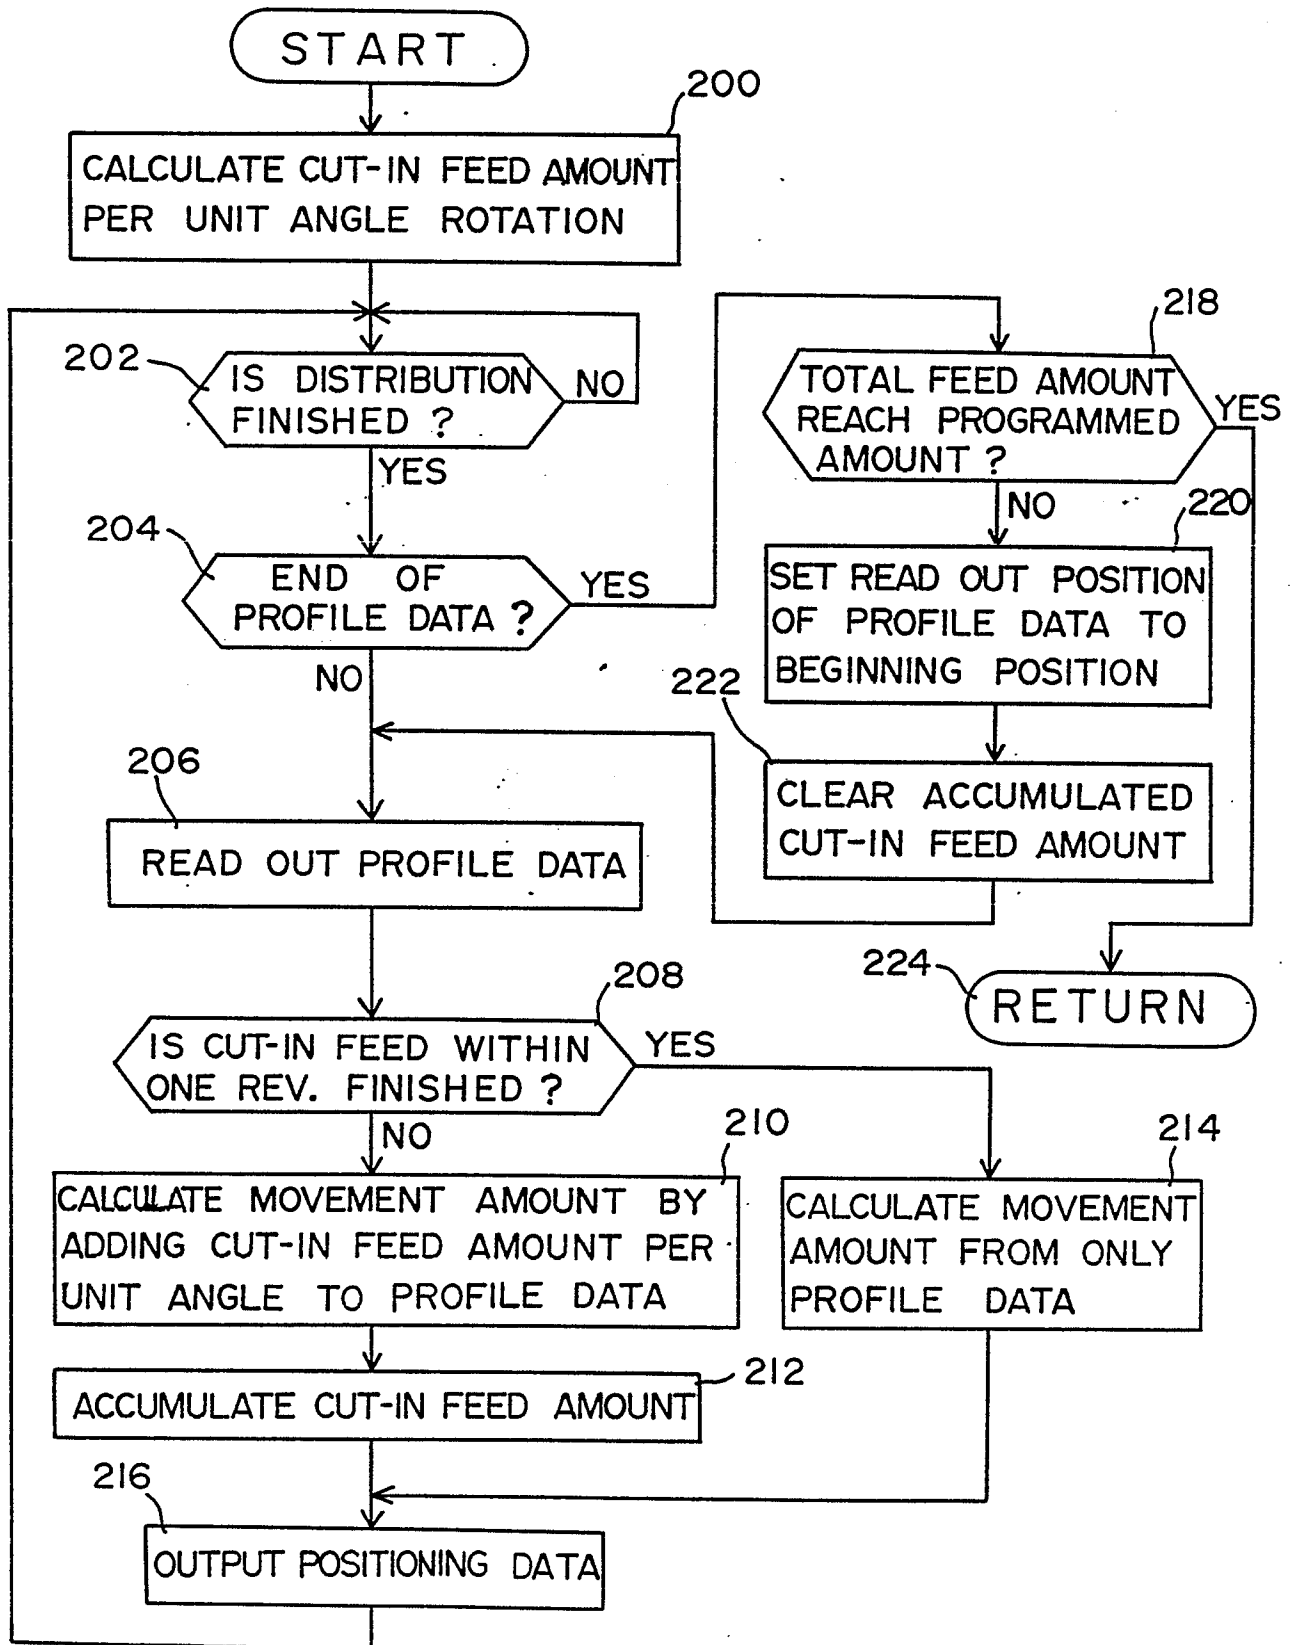 START
200
CALCULATE CUT-IN FEED AMOUNT
PER UNIT ANGLE ROTATION
202
IS DISTRIBUTION
FINISHED ?
NO
YES
204
END OF
PROFILE DATA ?
YES
NO
206
READ OUT PROFILE DATA
208
IS CUT-IN FEED WITHIN
ONE REV. FINISHED ?
YES
NO
210
CALCULATE MOVEMENT AMOUNT BY
ADDING CUT-IN FEED AMOUNT PER
UNIT ANGLE TO PROFILE DATA
212
ACCUMULATE CUT-IN FEED AMOUNT
214
CALCULATE MOVEMENT
AMOUNT FROM ONLY
PROFILE DATA
216
OUTPUT POSITIONING DATA
218
TOTAL FEED AMOUNT
REACH PROGRAMMED
AMOUNT ?
YES
NO
220
SET READ OUT POSITION
OF PROFILE DATA TO
BEGINNING POSITION
222
CLEAR ACCUMULATED
CUT-IN FEED AMOUNT
224
RETURN